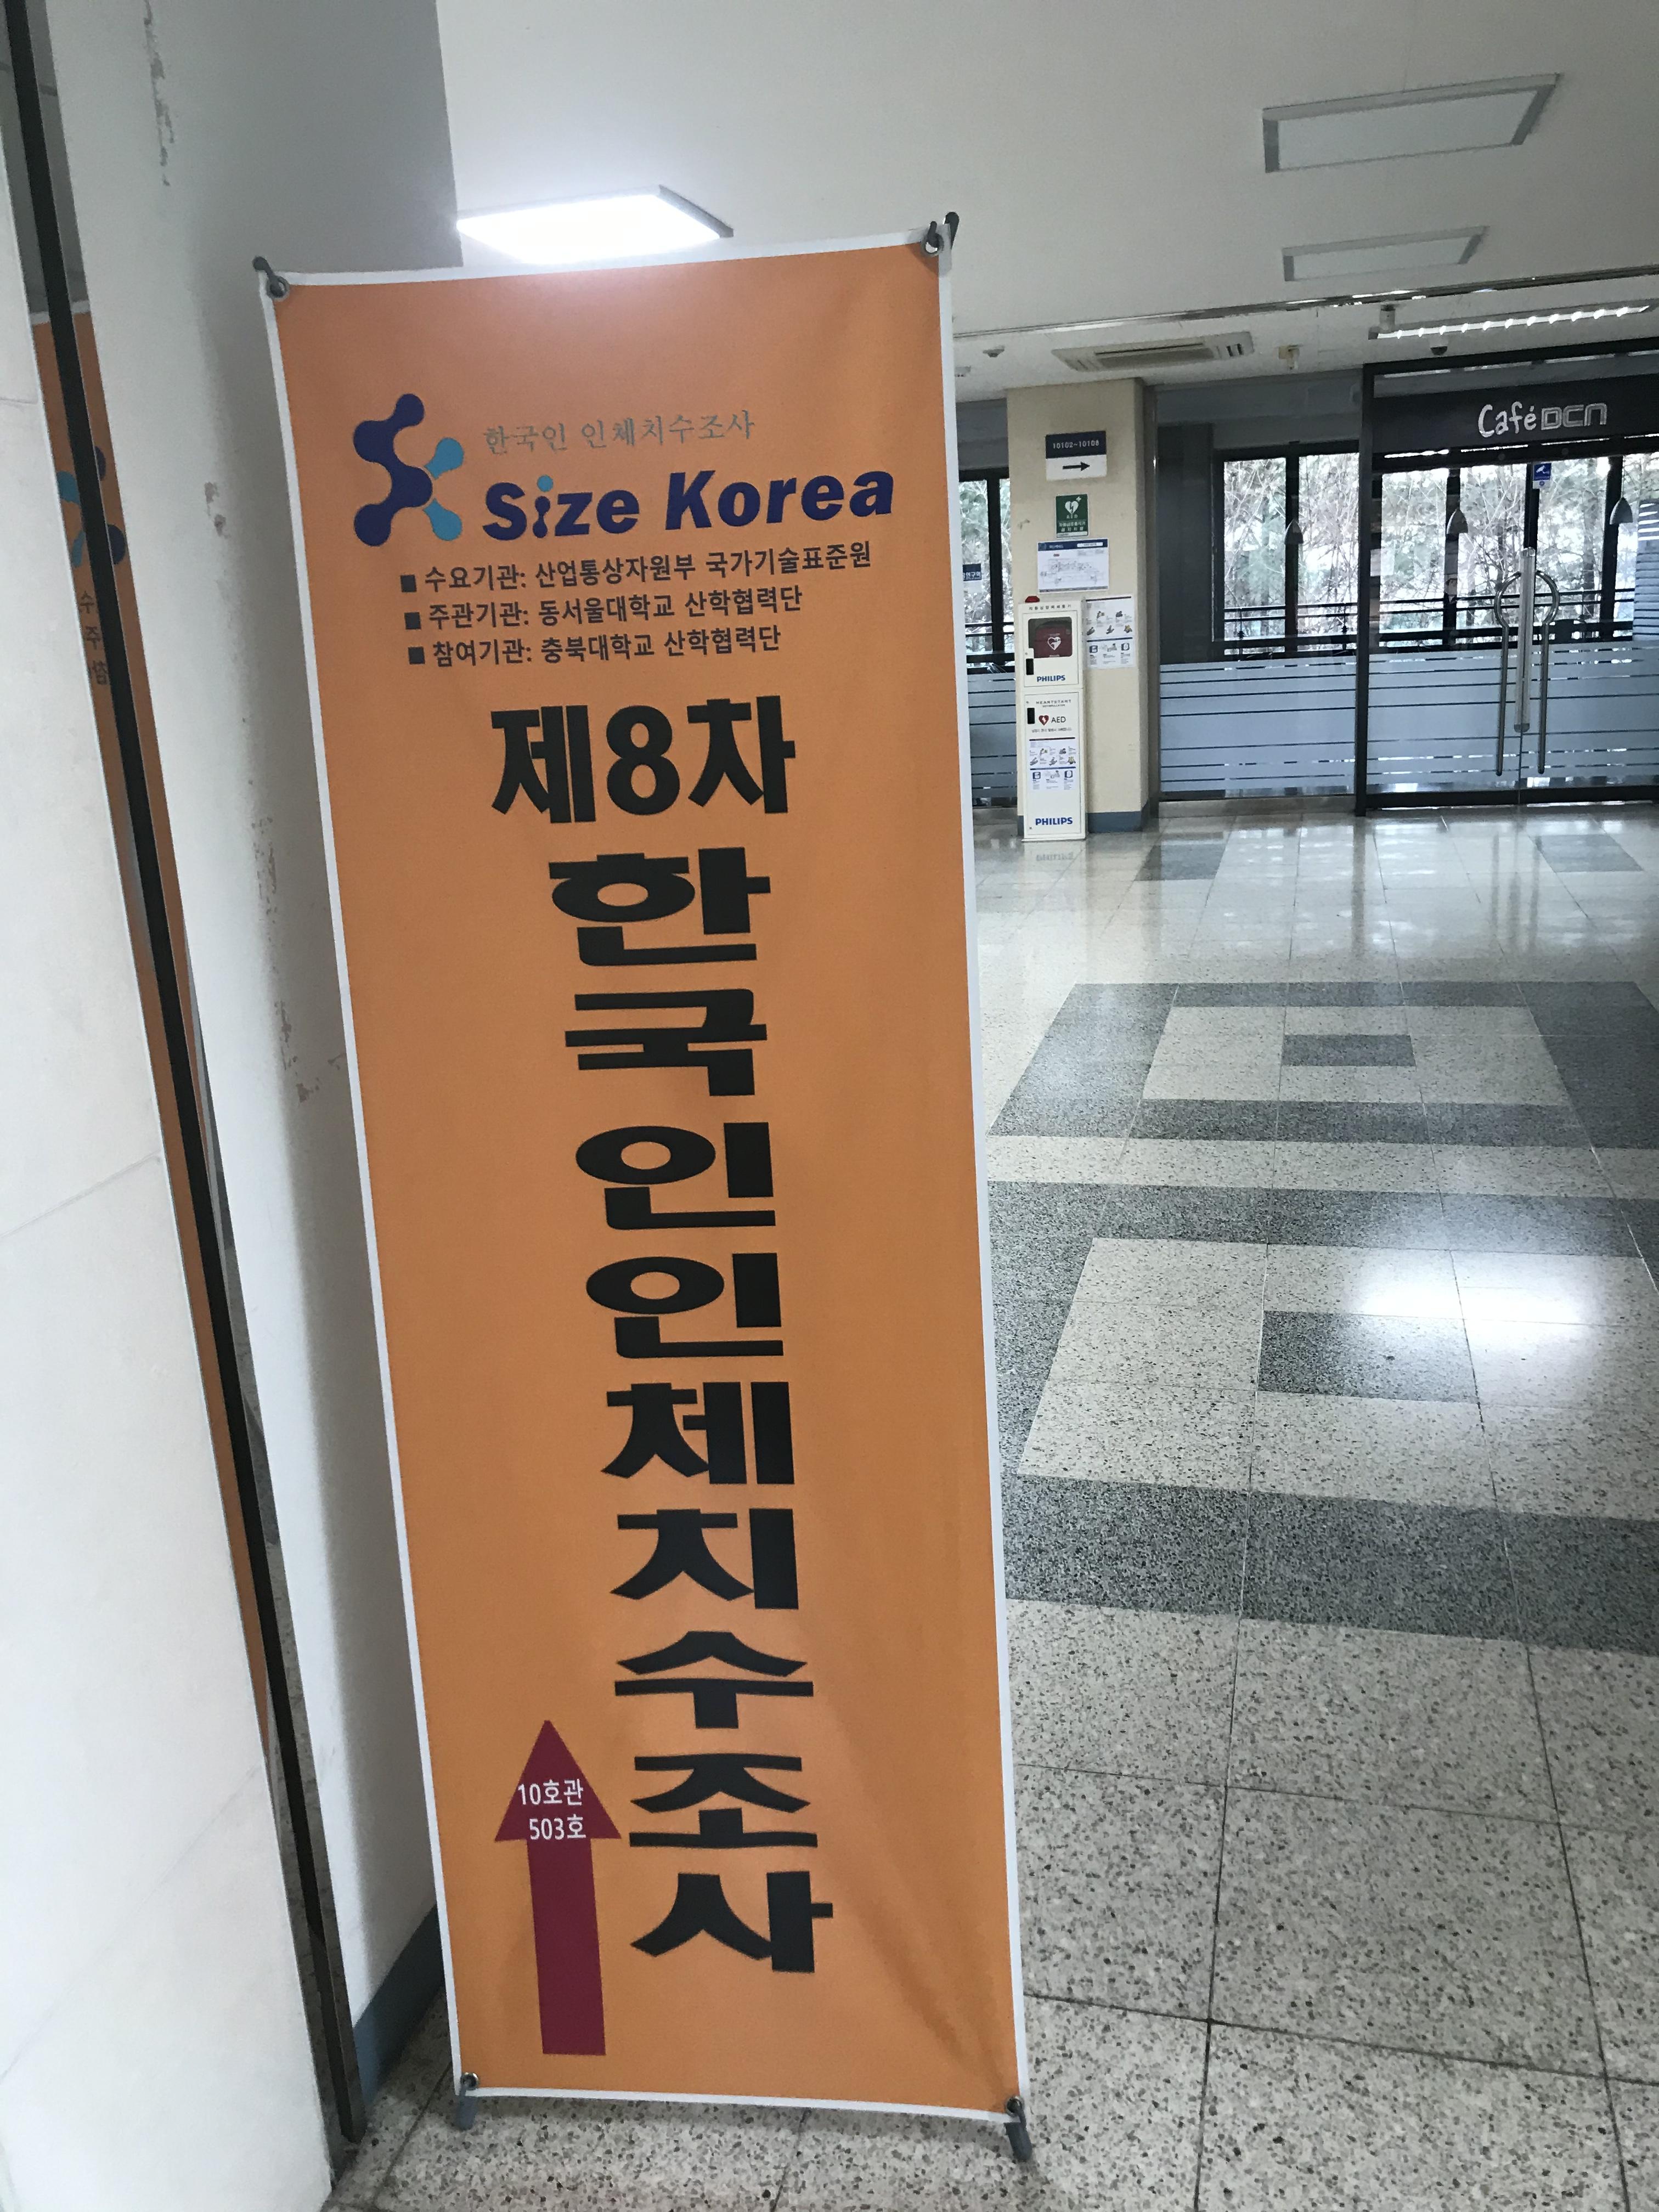 한국인 인체치수조사
Size Korea
■ 수요기관: 산업통상자원부 국가기술표준원
■ 주관기관: 동서울대학교 산학협력단
■ 참여기관: 충북대학교 산학협력단
제8차
한
국
인
인
체
치
수
조
사
10호관
503호
Café DCN
10102-10108
AED
PHILIPS
HEARTSTART
AED
PHILIPS
수
주